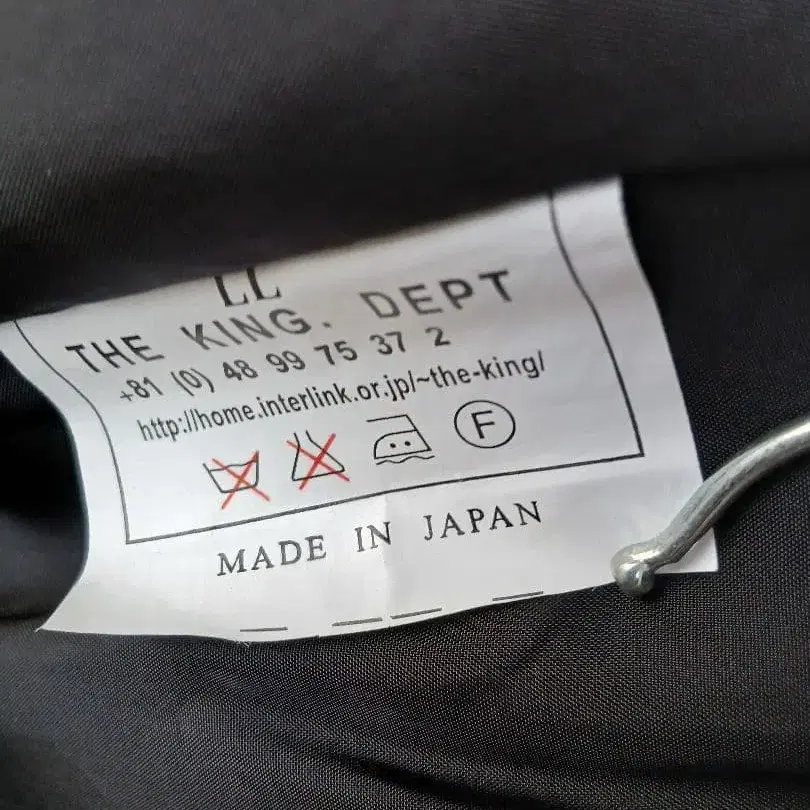 LL
THE KING. DEPT
+81 (0) 48 99 75 37 2
http://home.interlink.or.jp/~the-king/
F
MADE IN JAPAN